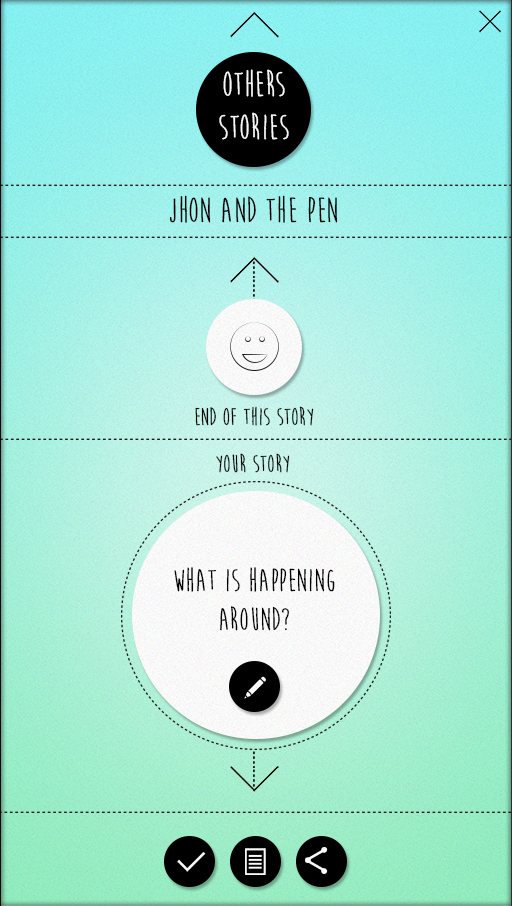 OTHERS
STORIES
JHON AND THE PEN
END OF THIS STORY
YOUR STORY
WHAT IS HAPPENING
AROUND?